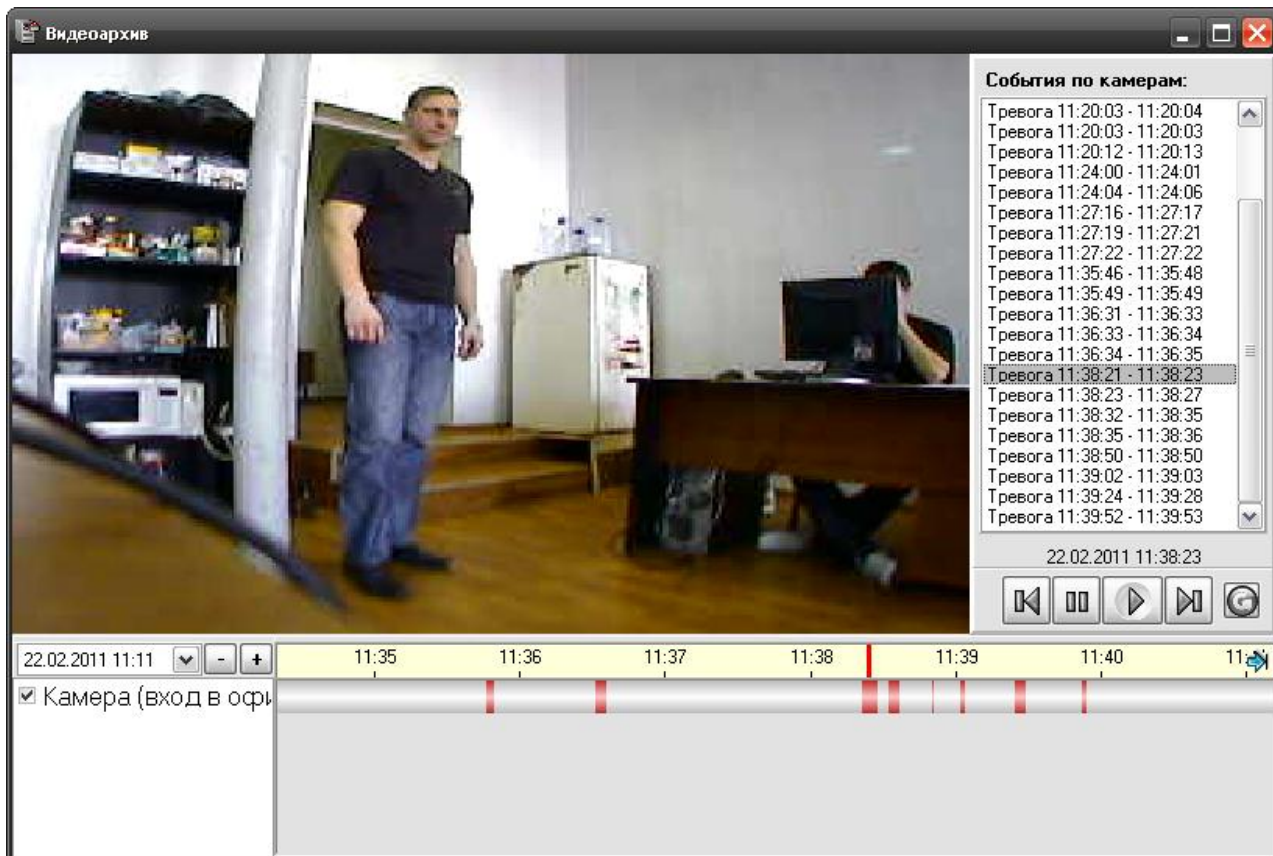 Видеоархив
События по камерам:
Тревога 11:20:03 - 11:20:04
Тревога 11:20:03 - 11:20:03
Тревога 11:20:12 - 11:20:13
Тревога 11:24:00 - 11:24:01
Тревога 11:24:04 - 11:24:06
Тревога 11:27:16 - 11:27:17
Тревога 11:27:19 - 11:27:21
Тревога 11:27:22 - 11:27:22
Тревога 11:35:46 - 11:35:48
Тревога 11:35:49 - 11:35:49
Тревога 11:36:31 - 11:36:33
Тревога 11:36:33 - 11:36:34
Тревога 11:36:34 - 11:36:35
Тревога 11:38:21 - 11:38:23
Тревога 11:38:23 - 11:38:27
Тревога 11:38:32 - 11:38:35
Тревога 11:38:35 - 11:38:36
Тревога 11:38:50 - 11:38:50
Тревога 11:39:02 - 11:39:03
Тревога 11:39:24 - 11:39:28
Тревога 11:39:52 - 11:39:53
22.02.2011 11:38:23
22.02.2011 11:11 - +
11:35 11:36 11:37 11:38 11:39 11:40
Камера (вход в офи